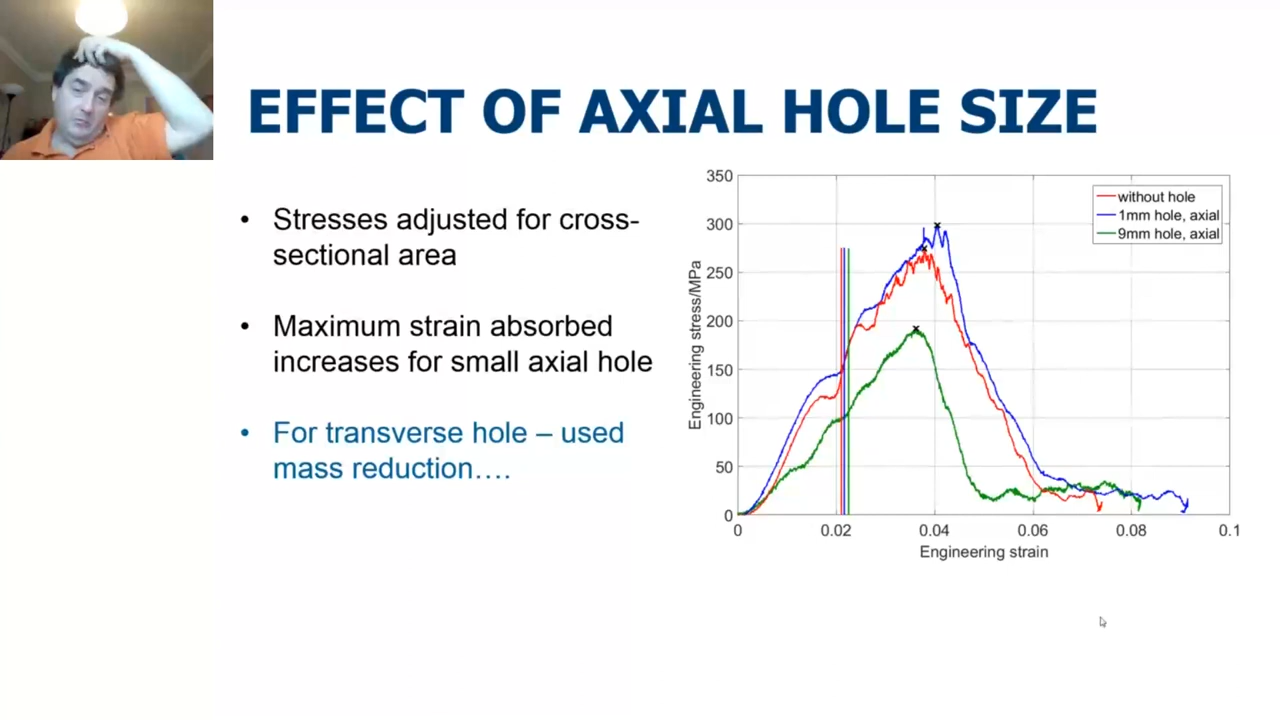 EFFECT OF AXIAL HOLE SIZE
• Stresses adjusted for cross-
sectional area
• Maximum strain absorbed
increases for small axial hole
• For transverse hole – used
mass reduction….
350
300
250
200
150
100
50
0
Engineering stress/MPa
without hole
1mm hole, axial
9mm hole, axial
0 0.02 0.04 0.06 0.08 0.1
Engineering strain